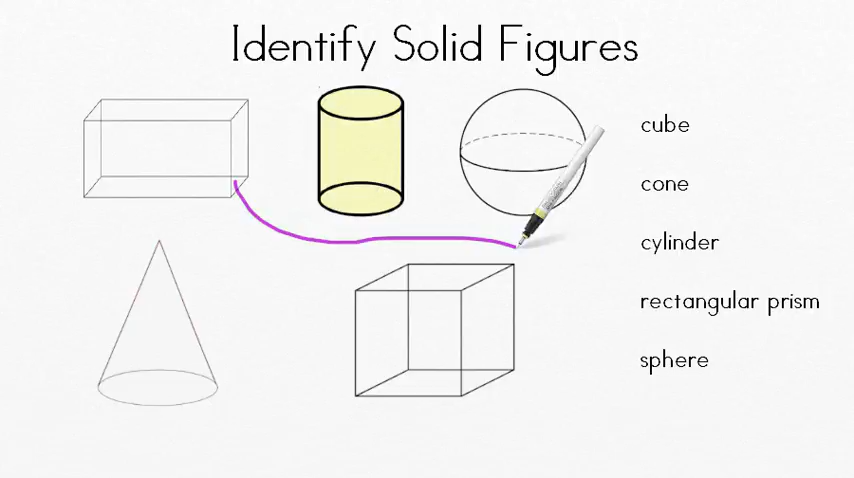 Identify Solid Figures
cube
cone
cylinder
rectangular prism
sphere